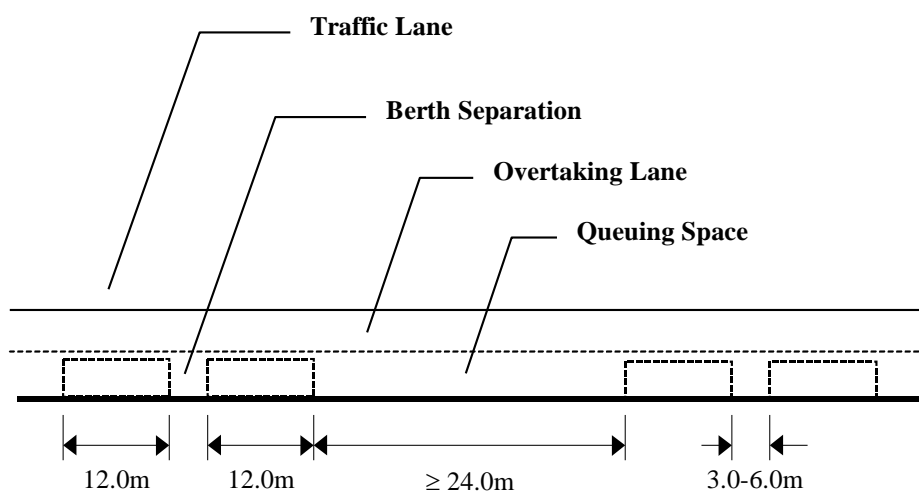 Traffic Lane
Berth Separation
Overtaking Lane
Queuing Space
12.0m 12.0m ≥ 24.0m 3.0-6.0m